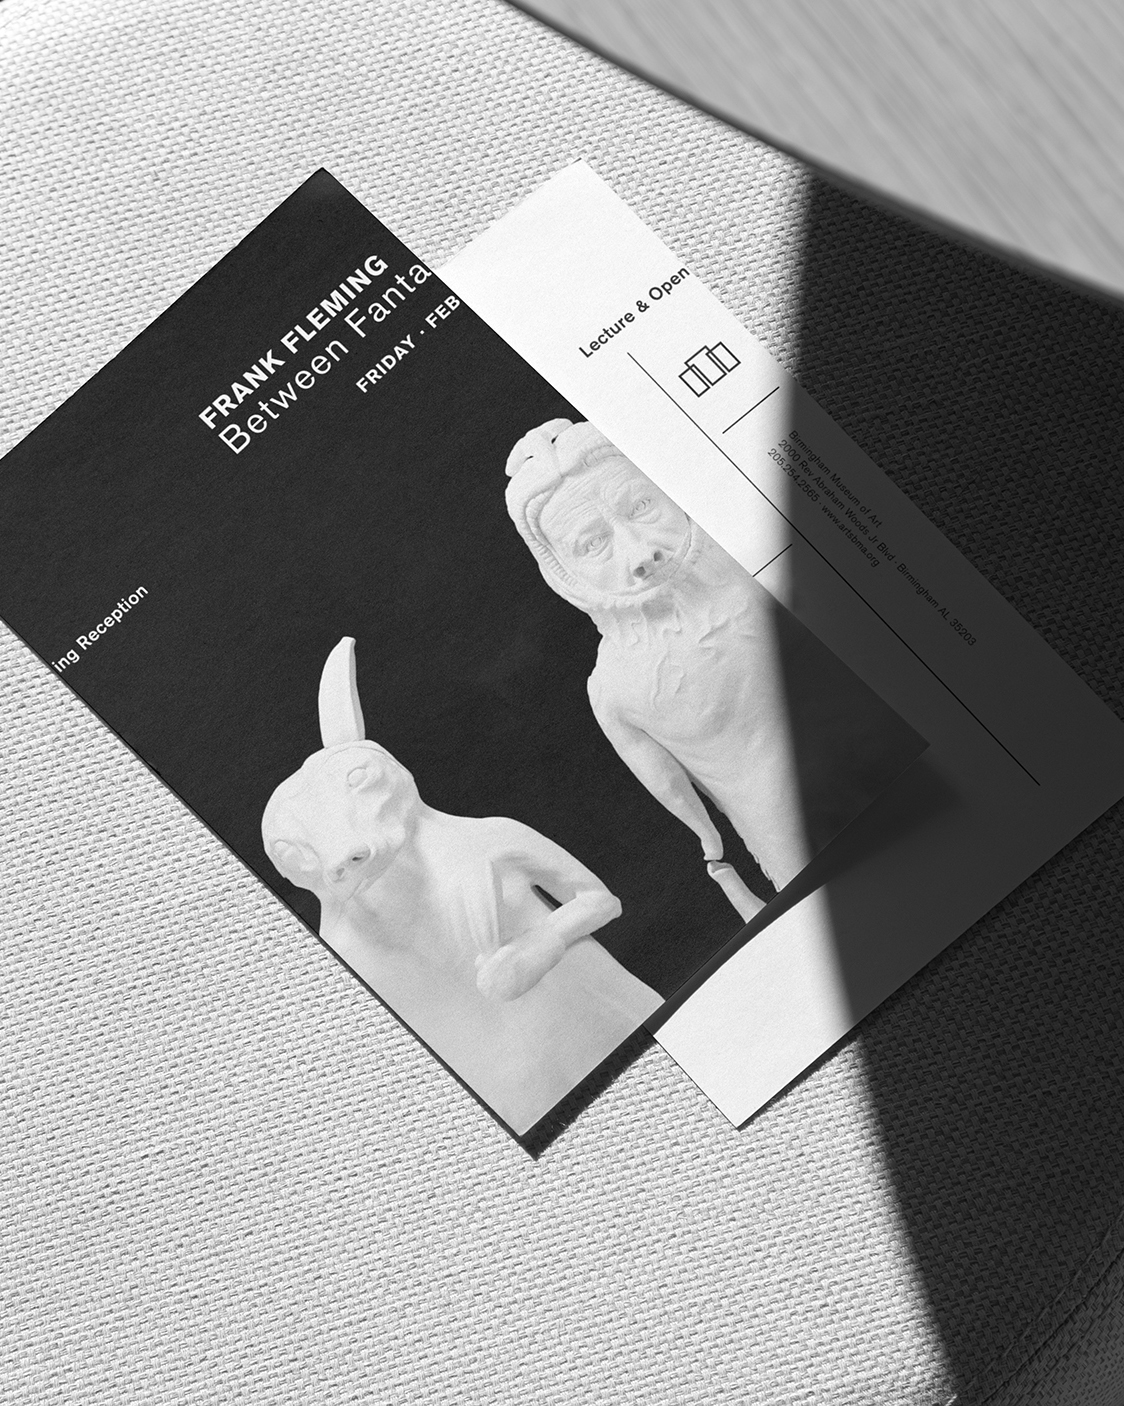 FRANK FLEMING
Between Fanta
FRIDAY · FEB
ing Reception
Lecture & Open
Birmingham Museum of Art
2000 Rev Abraham Woods Jr Blvd · Birmingham AL 35203
205.254.2565 · www.artsbma.org